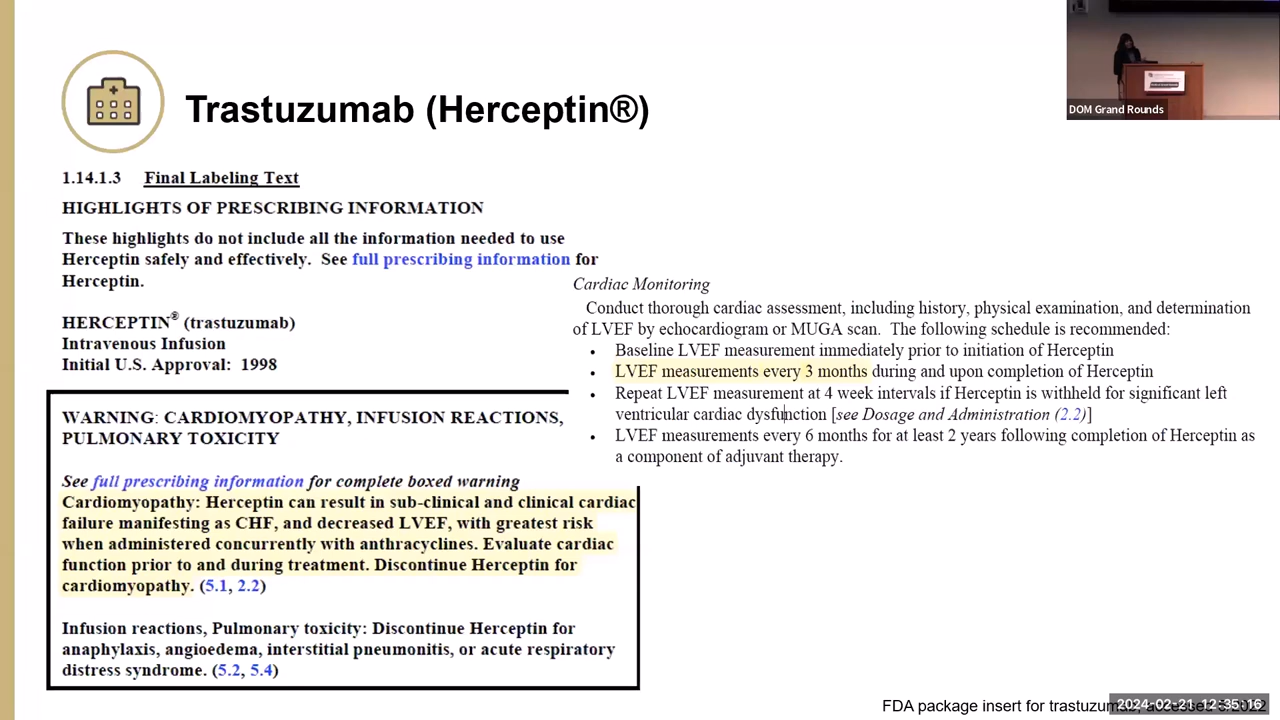 Trastuzumab (Herceptin®)
DOM Grand Rounds
1.14.1.3 Final Labeling Text
HIGHLIGHTS OF PRESCRIBING INFORMATION
These highlights do not include all the information needed to use
Herceptin safely and effectively. See full prescribing information for
Herceptin.
HERCEPTIN® (trastuzumab)
Intravenous Infusion
Initial U.S. Approval: 1998
WARNING: CARDIOMYOPATHY, INFUSION REACTIONS,
PULMONARY TOXICITY
See full prescribing information for complete boxed warning
Cardiomyopathy: Herceptin can result in sub-clinical and clinical cardiac
failure manifesting as CHF, and decreased LVEF, with greatest risk
when administered concurrently with anthracyclines. Evaluate cardiac
function prior to and during treatment. Discontinue Herceptin for
cardiomyopathy. (5.1, 2.2)
Infusion reactions, Pulmonary toxicity: Discontinue Herceptin for
anaphylaxis, angioedema, interstitial pneumonitis, or acute respiratory
distress syndrome. (5.2, 5.4)
Cardiac Monitoring
Conduct thorough cardiac assessment, including history, physical examination, and determination
of LVEF by echocardiogram or MUGA scan. The following schedule is recommended:
• Baseline LVEF measurement immediately prior to initiation of Herceptin
• LVEF measurements every 3 months during and upon completion of Herceptin
• Repeat LVEF measurement at 4 week intervals if Herceptin is withheld for significant left
ventricular cardiac dysfunction [see Dosage and Administration (2.2)]
• LVEF measurements every 6 months for at least 2 years following completion of Herceptin as
a component of adjuvant therapy.
FDA package insert for trastuzumab,
2024-02-21 12:35:16